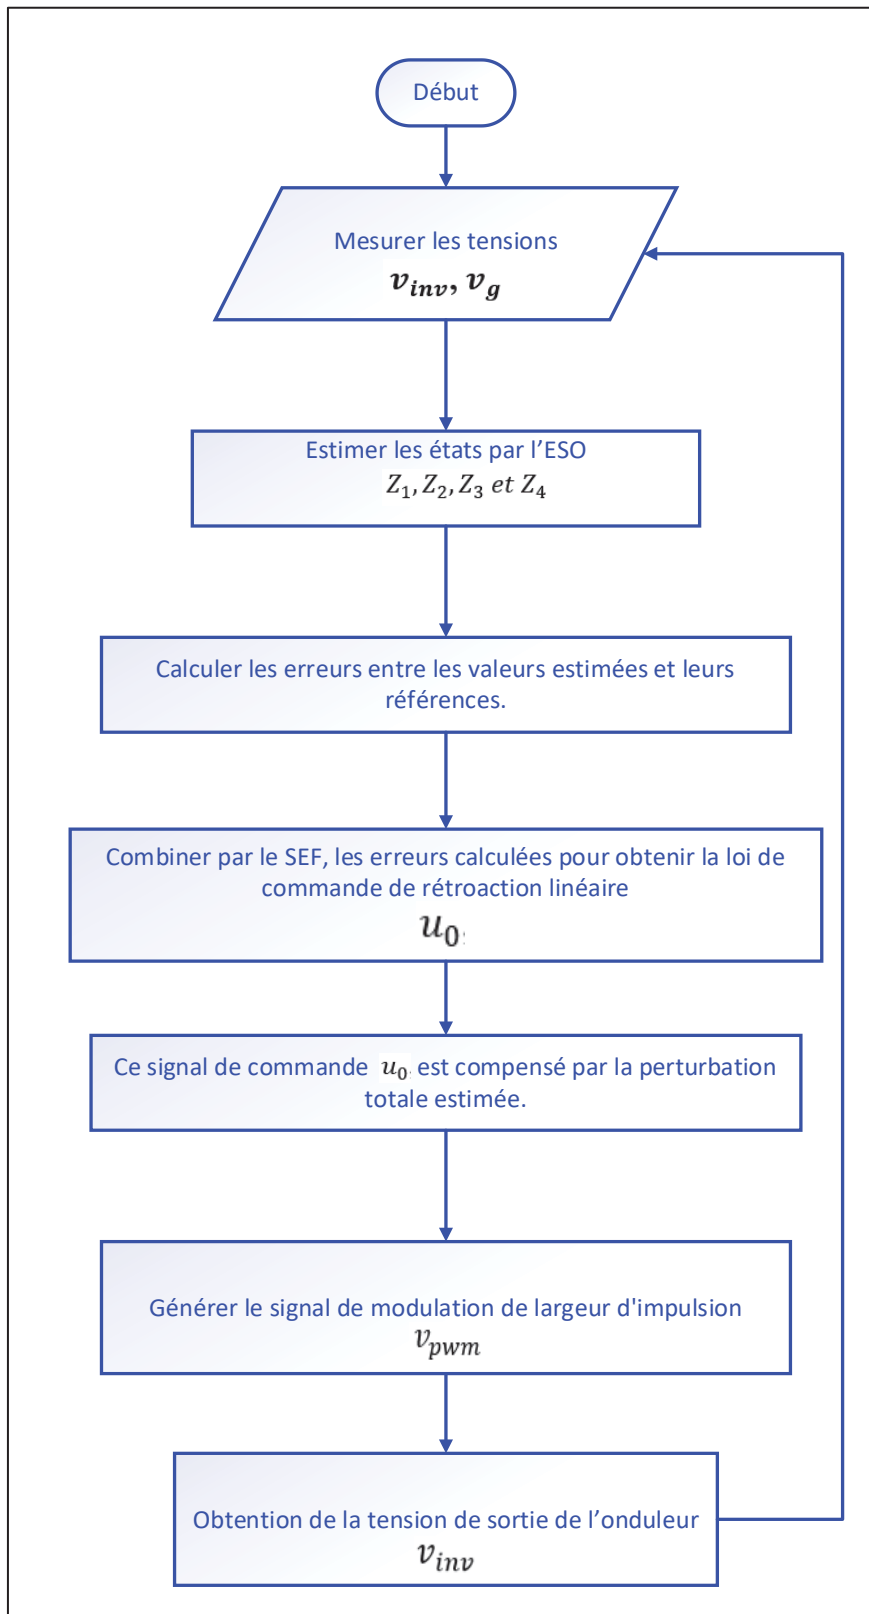 Début
Mesurer les tensions
v_inv, v_g
Estimer les états par l’ESO
Z_1, Z_2, Z_3 et Z_4
Calculer les erreurs entre les valeurs estimées et leurs
références.
Combiner par le SEF, les erreurs calculées pour obtenir la loi de
commande de rétroaction linéaire
u_0
Ce signal de commande u_0 est compensé par la perturbation
totale estimée.
Générer le signal de modulation de largeur d'impulsion
v_pwm
Obtention de la tension de sortie de l’onduleur
v_inv